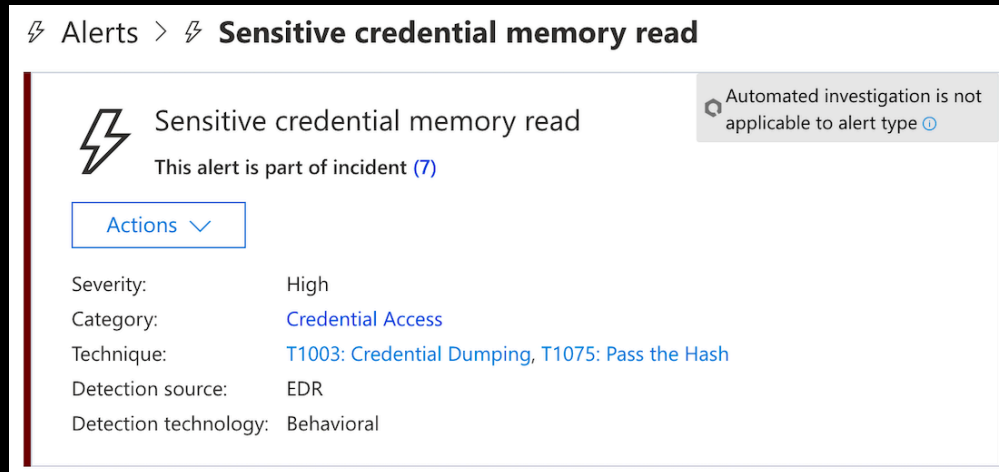 Alerts > Sensitive credential memory read
Automated investigation is not
applicable to alert type
Sensitive credential memory read
This alert is part of incident (7)
Actions
Severity: High
Category: Credential Access
Technique: T1003: Credential Dumping, T1075: Pass the Hash
Detection source: EDR
Detection technology: Behavioral